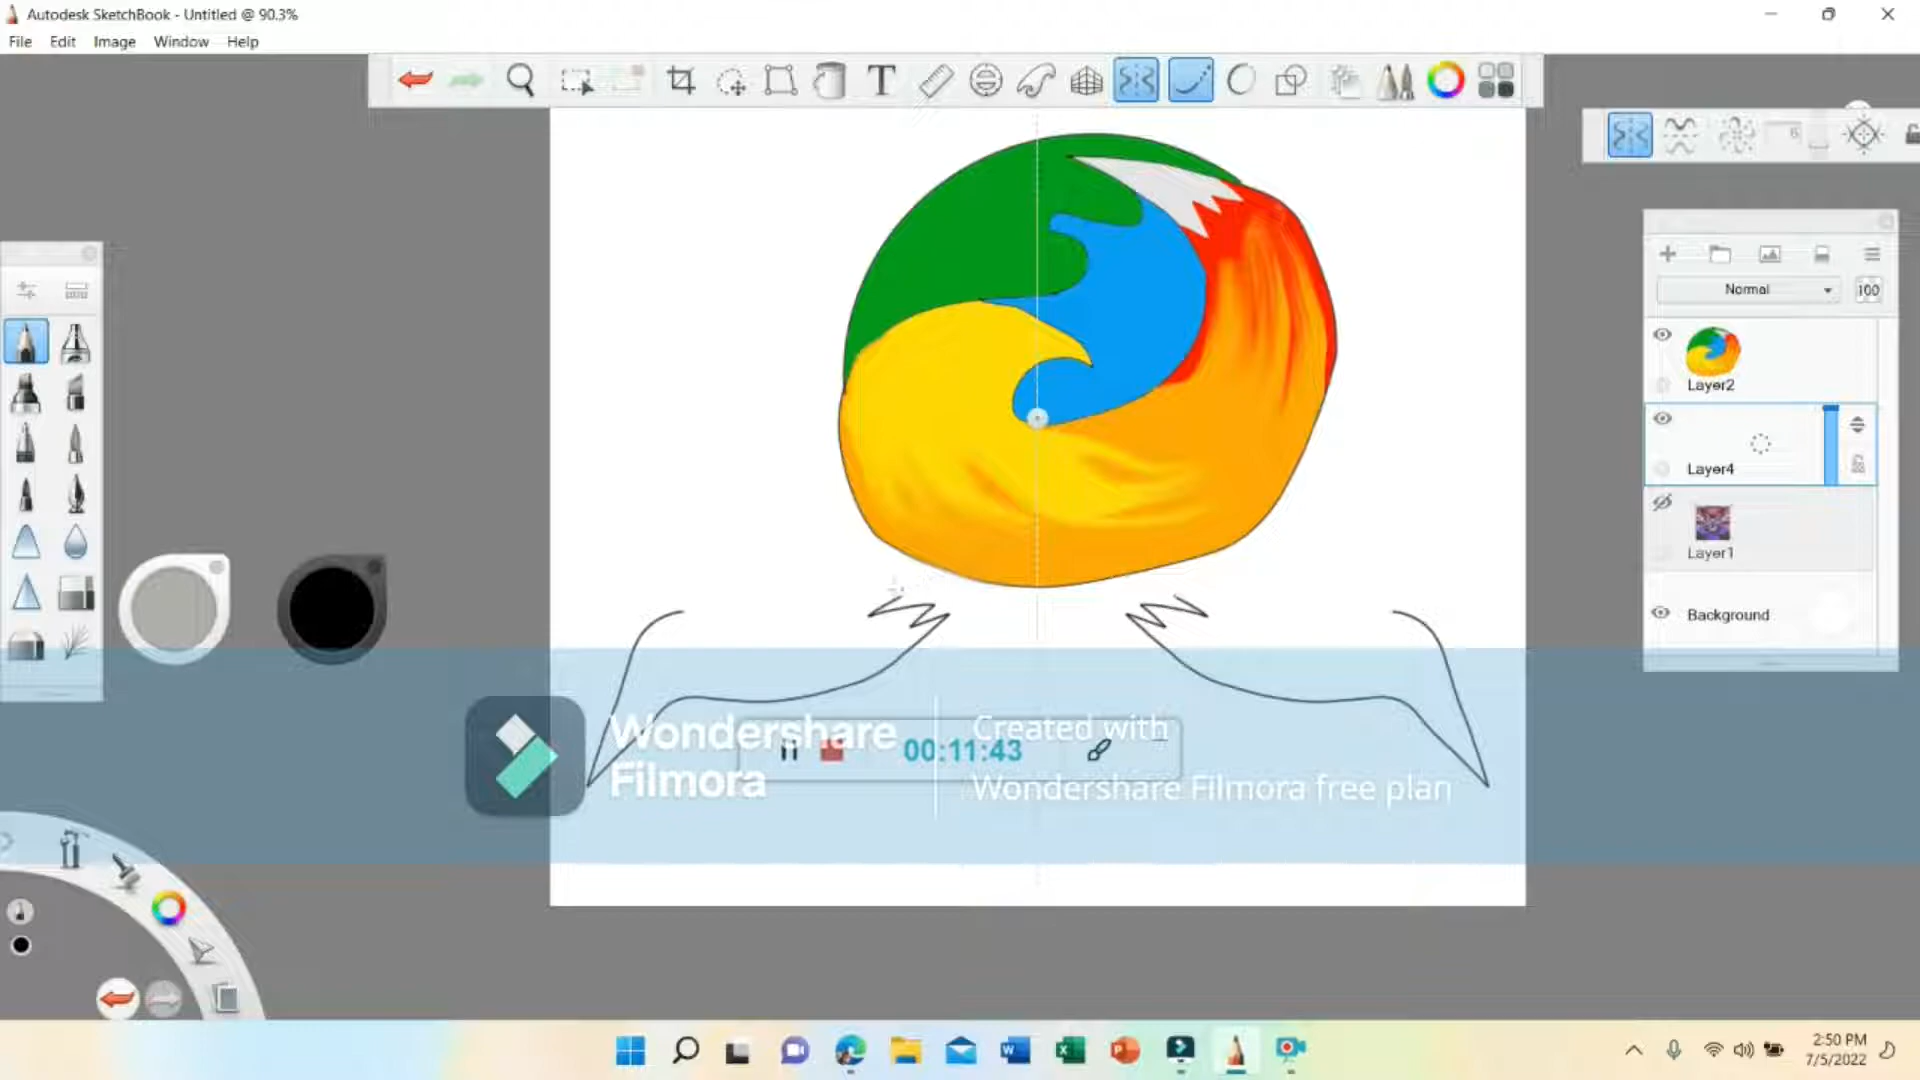 Autodesk SketchBook - Untitled @ 90.3%
File Edit Image Window Help
T
6
Normal 100
Layer2
Layer4
Layer1
Background
Wondershare
Filmora
00:11:43
Created with
Wondershare Filmora free plan
2:50 PM
7/5/2022